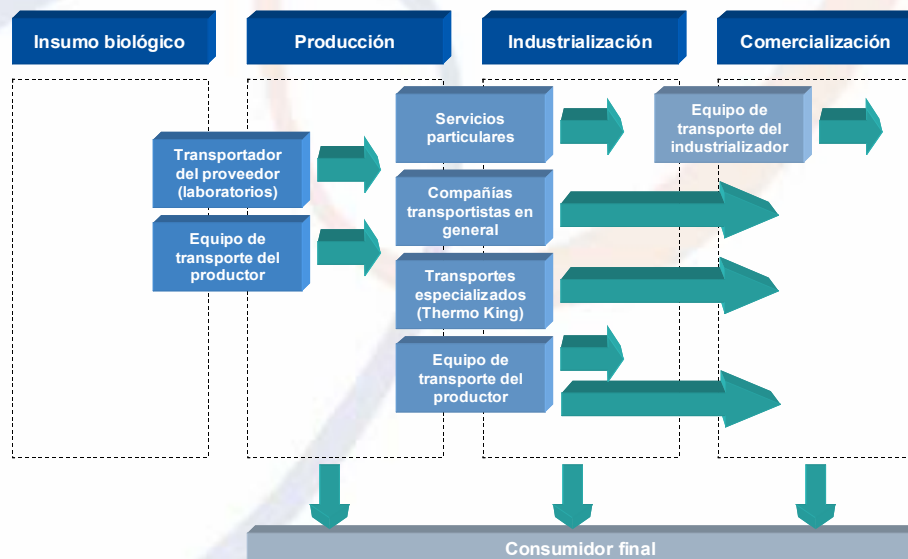 Insumo biológico
Producción
Industrialización
Comercialización
Servicios
particulares
Equipo de
transporte del
industrializador
Transportador
del proveedor
(laboratorios)
Compañías
transportistas en
general
Equipo de
transporte del
productor
Transportes
especializados
(Thermo King)
Equipo de
transporte del
productor
Consumidor final